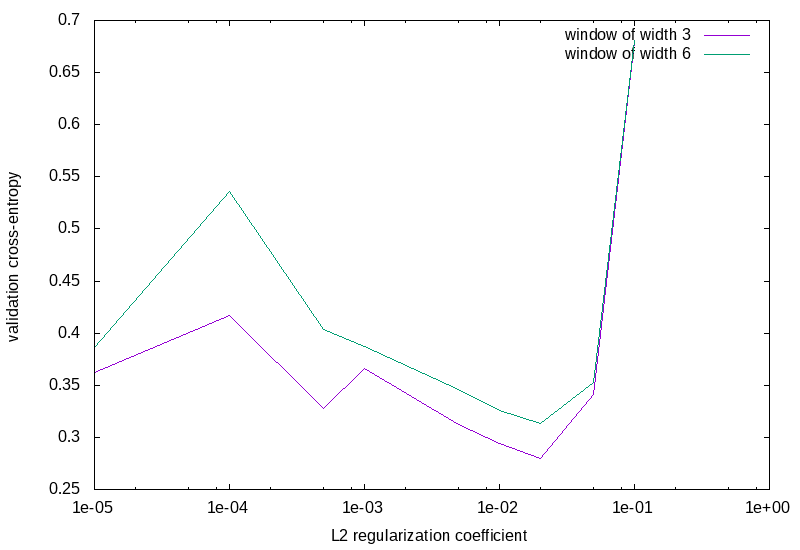 0.7
0.65
0.6
0.55
0.5
0.45
0.4
0.35
0.3
0.25
1e-05 1e-04 1e-03 1e-02 1e-01 1e+00
validation cross-entropy
L2 regularization coefficient
window of width 3
window of width 6